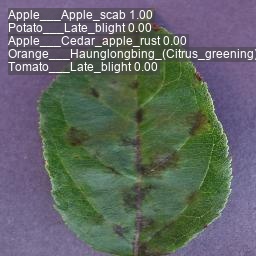 Apple___Apple_scab 1.00
Potato___Late_blight 0.00
Apple___Cedar_apple_rust 0.00
Orange___Haunglongbing_(Citrus_greening)
Tomato___Late_blight 0.00